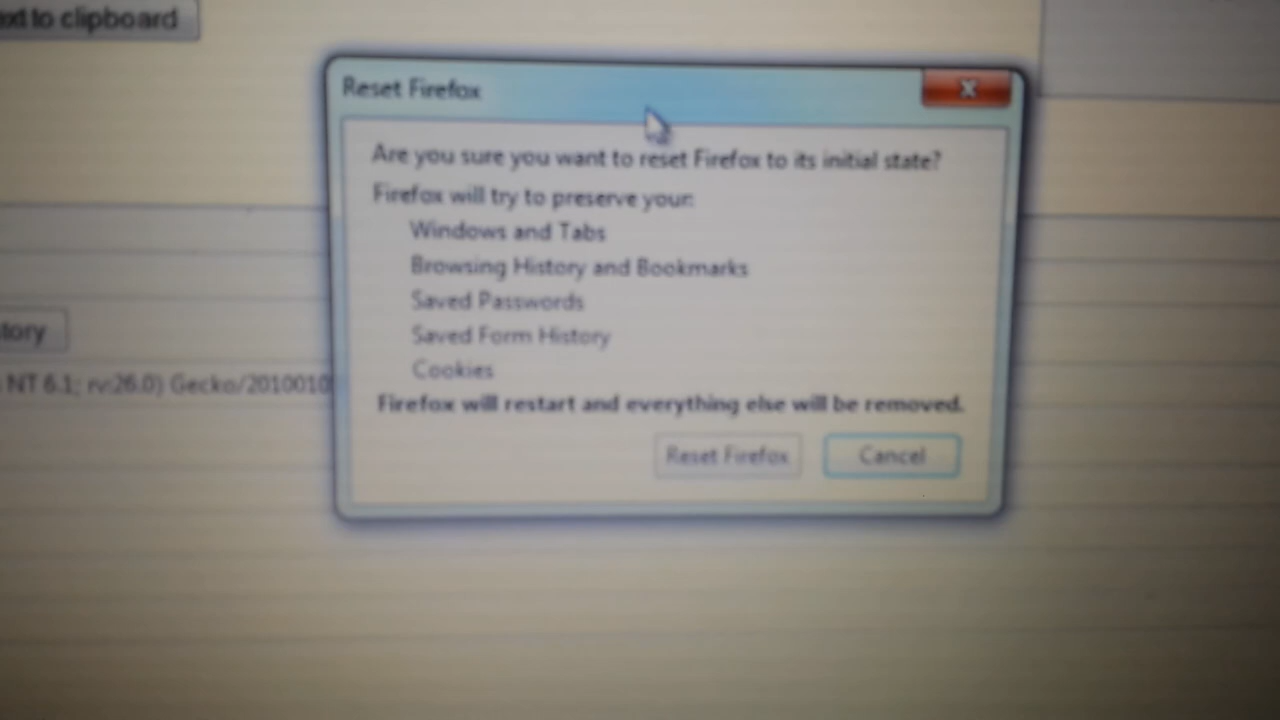 ext to clipboard
Reset Firefox
Are you sure you want to reset Firefox to its initial state?
Firefox will try to preserve your:
Windows and Tabs
Browsing History and Bookmarks
Saved Passwords
Saved Form History
Cookies
Firefox will restart and everything else will be removed.
Reset Firefox
Cancel
story
NT 6.1; rv:26.0) Gecko/20100101